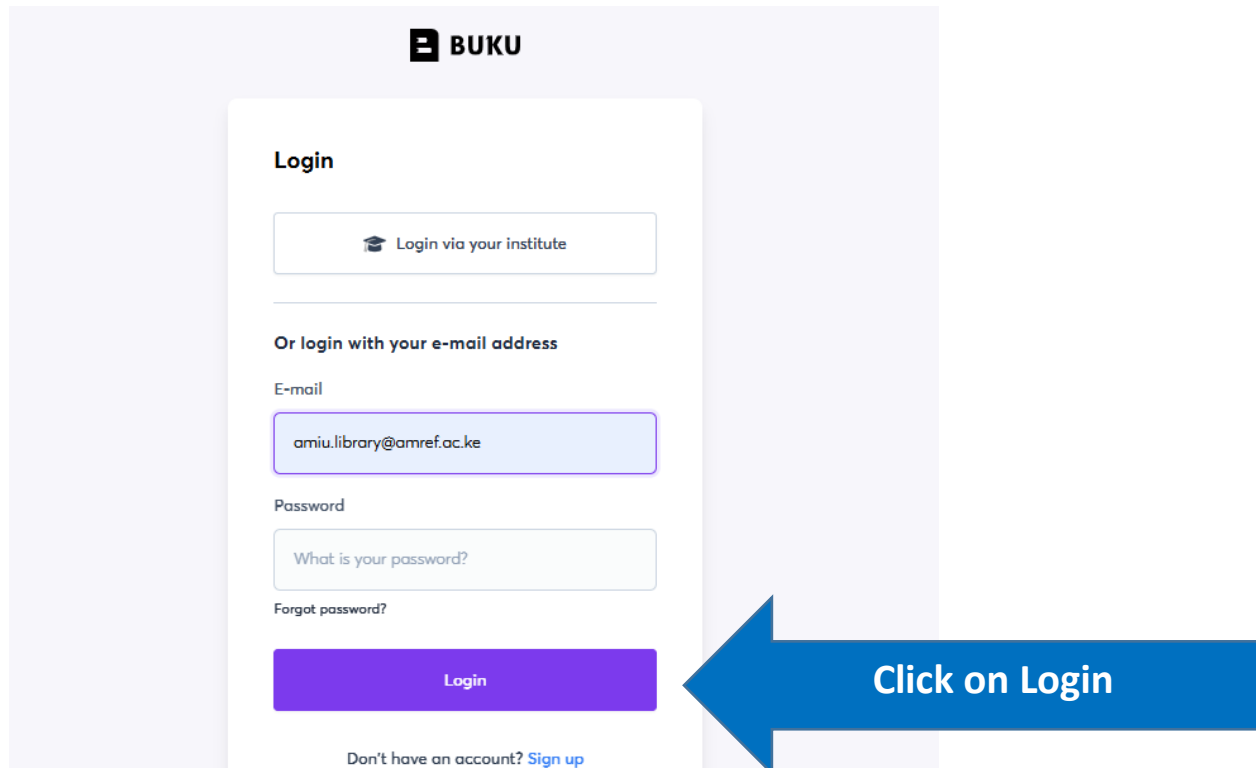 BUKU
Login
Login via your institute
Or login with your e-mail address
E-mail
amiu.library@amref.ac.ke
Password
What is your password?
Forgot password?
Login
Click on Login
Don't have an account? Sign up